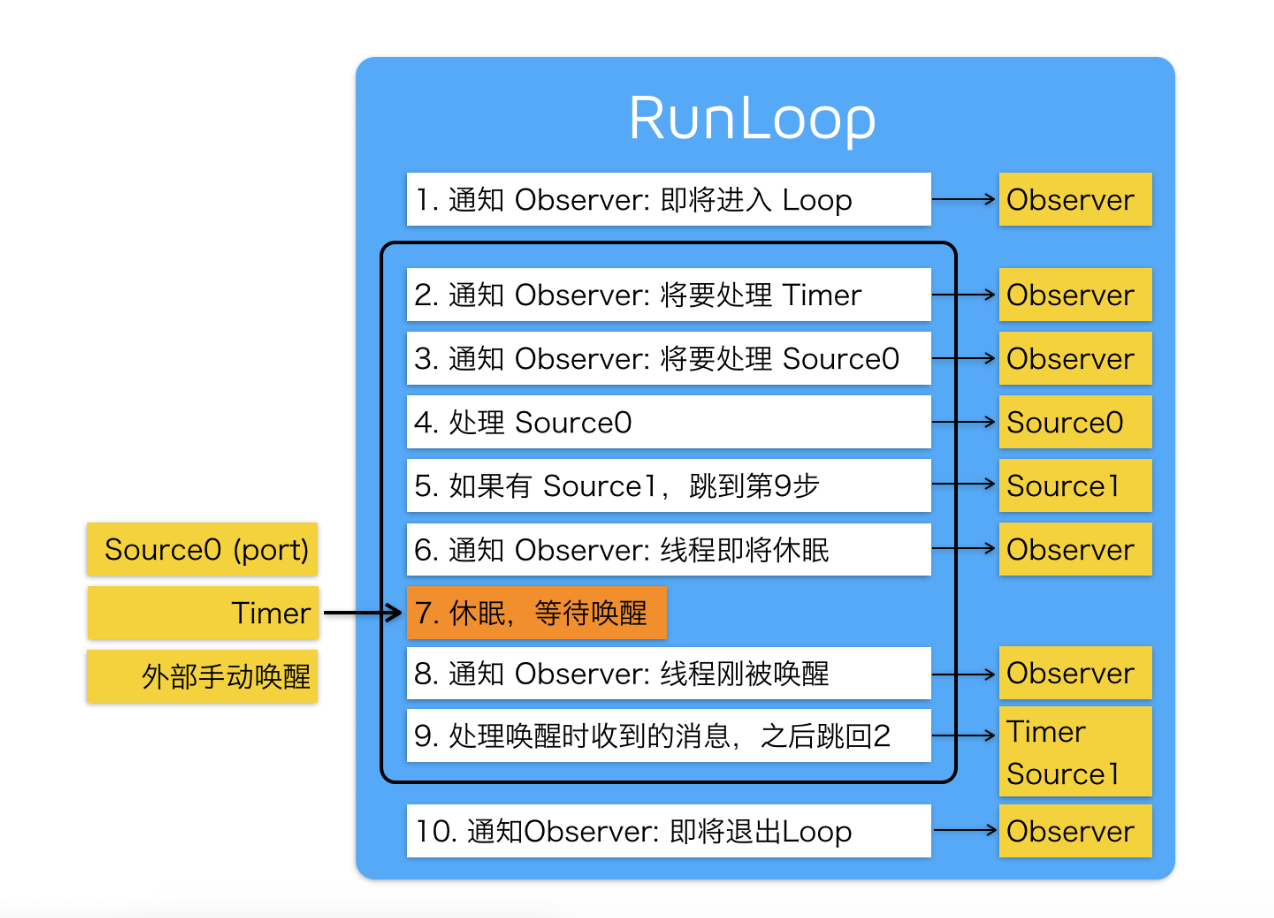 RunLoop
1. 通知 Observer: 即将进入 Loop
Observer
2. 通知 Observer: 将要处理 Timer
Observer
3. 通知 Observer: 将要处理 Source0
Observer
4. 处理 Source0
Source0
5. 如果有 Source1，跳到第9步
Source1
Source0 (port)
6. 通知 Observer: 线程即将休眠
Observer
Timer
7. 休眠，等待唤醒
外部手动唤醒
8. 通知 Observer: 线程刚被唤醒
Observer
9. 处理唤醒时收到的消息，之后跳回2
Timer
Source1
10. 通知Observer: 即将退出Loop
Observer